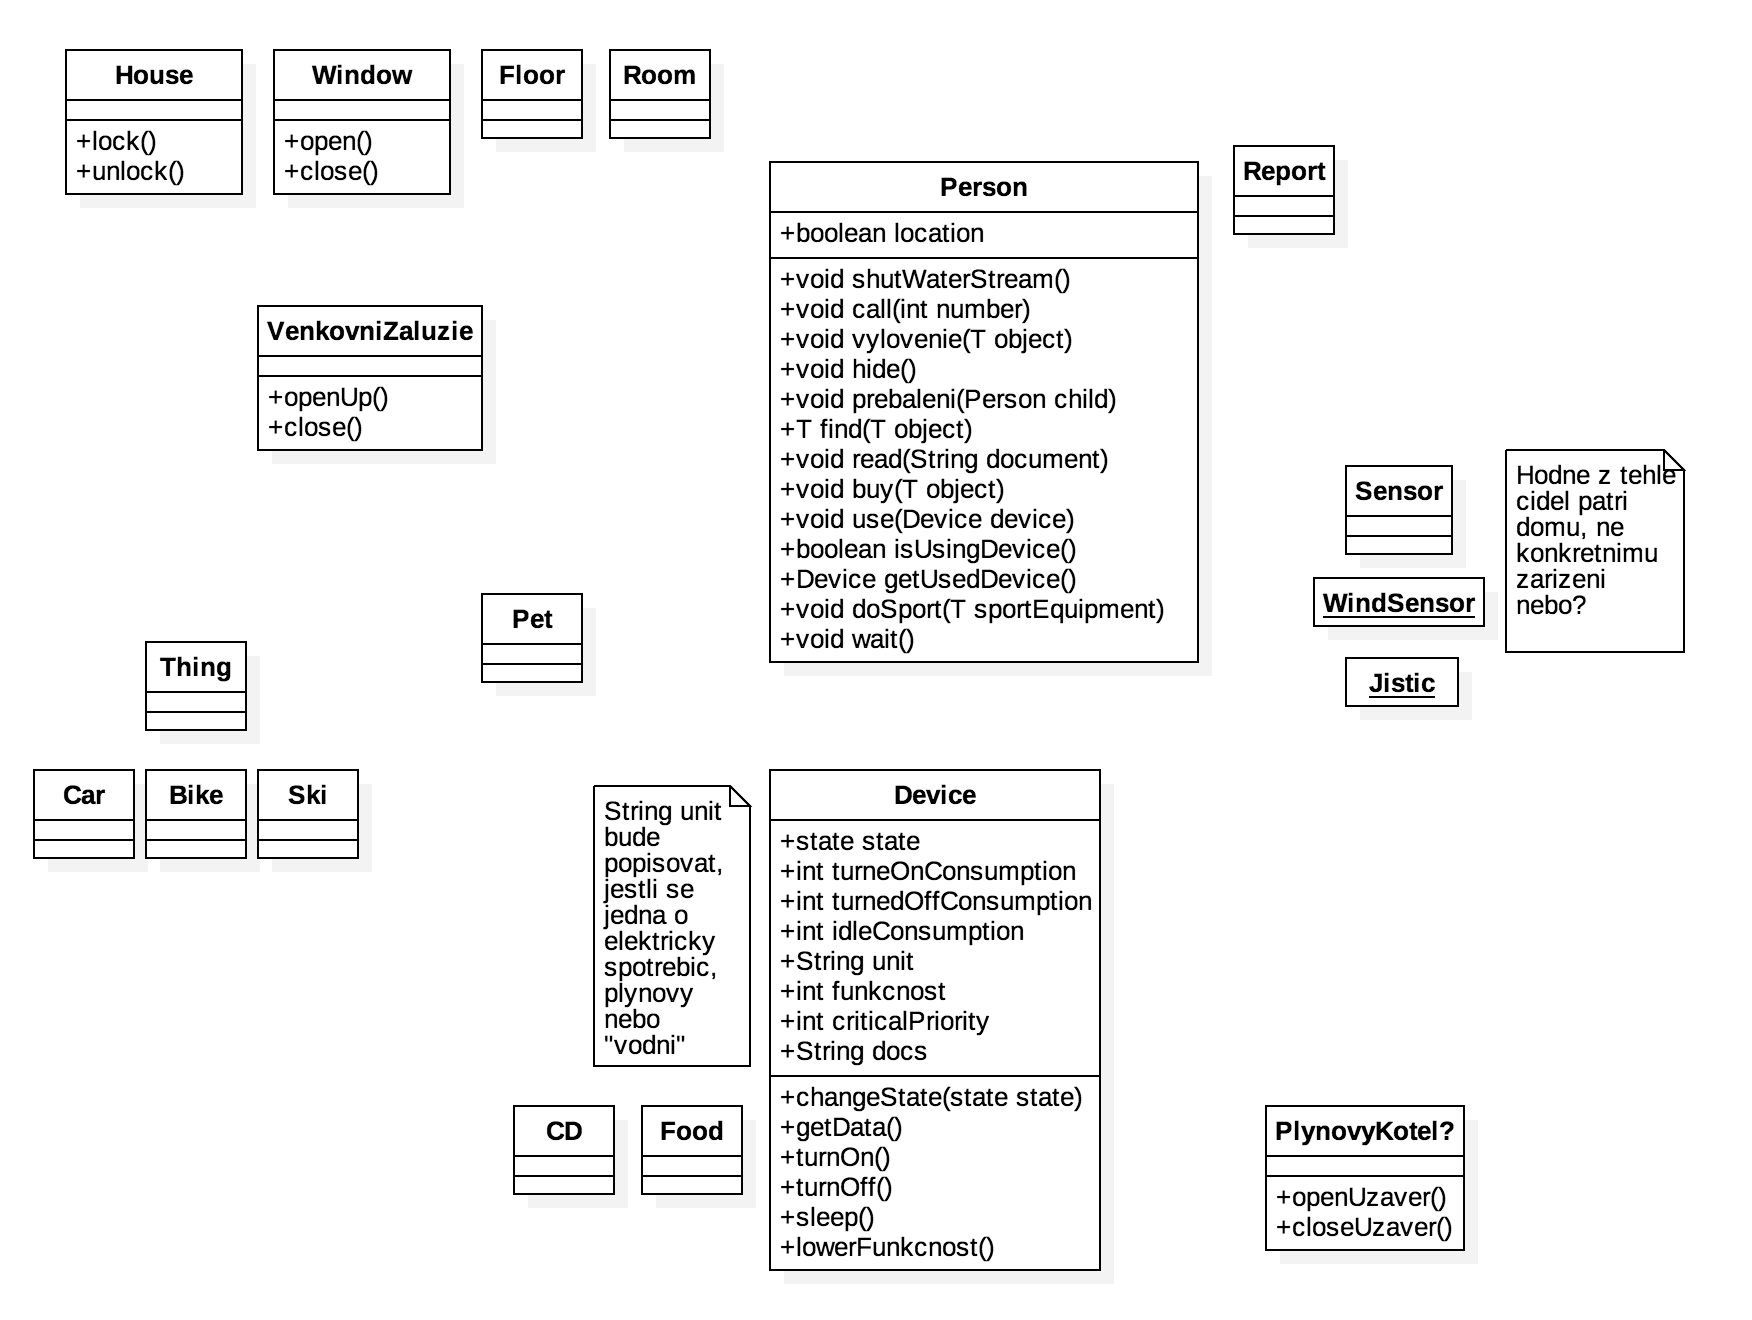 House
+lock()
+unlock()
Window
+open()
+close()
Floor
Room
Person
+boolean location
+void shutWaterStream()
+void call(int number)
+void vylovenie(T object)
+void hide()
+void prebaleni(Person child)
+T find(T object)
+void read(String document)
+void buy(T object)
+void use(Device device)
+boolean isUsingDevice()
+Device getUsedDevice()
+void doSport(T sportEquipment)
+void wait()
Report
VenkovniZaluzie
+openUp()
+close()
Sensor
WindSensor
Jistic
Hodne z tehle
cidel patri
domu, ne
konkretnimu
zarizeni
nebo?
Pet
Thing
Car
Bike
Ski
String unit
bude
popisovat,
jestli se
jedna o
elektricky
spotrebic,
plynovy
nebo
"vodni"
Device
+state state
+int turneOnConsumption
+int turnedOffConsumption
+int idleConsumption
+String unit
+int funkcnost
+int criticalPriority
+String docs
+changeState(state state)
+getData()
+turnOn()
+turnOff()
+sleep()
+lowerFunkcnost()
CD
Food
PlynovyKotel?
+openUzaver()
+closeUzaver()